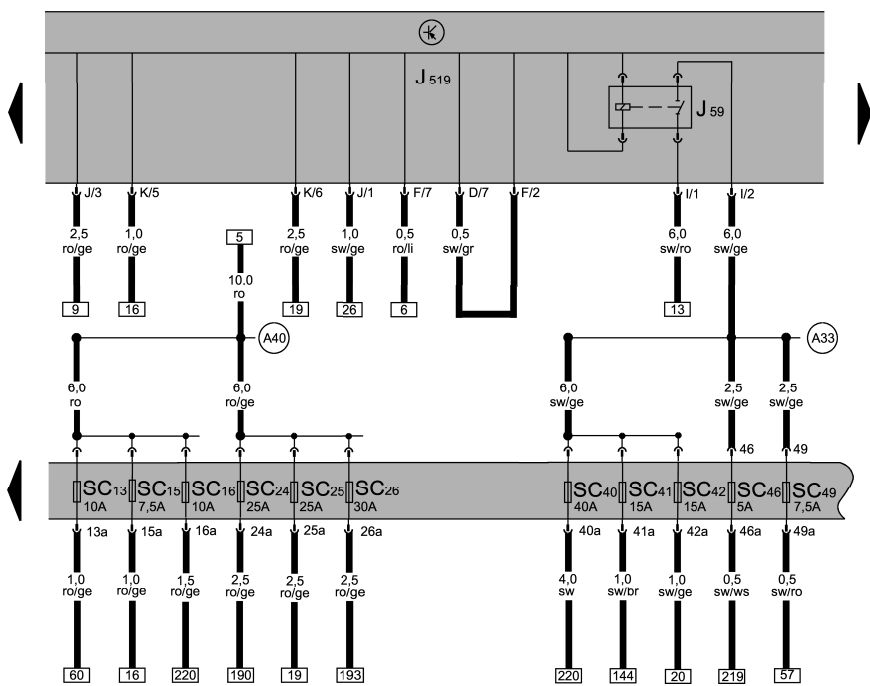 J519
J59
J/3 K/5 K/6 J/1 F/7 D/7 F/2 I/1 I/2
2,5 1,0 2,5 1,0 0,5 0,5 6,0 6,0
ro/ge ro/ge ro/ge sw/ge ro/li sw/gr sw/ro sw/ge
5
10.0
ro
9 16 19 26 6 13
A40 A33
6,0 6,0 6,0 2,5 2,5
ro ro/ge sw/ge sw/ge sw/ge
46 49
SC13 SC15 SC16 SC24 SC25 SC26 SC40 SC41 SC42 SC46 SC49
10A 7,5A 10A 25A 25A 30A 40A 15A 15A 5A 7,5A
13a 15a 16a 24a 25a 26a 40a 41a 42a 46a 49a
1,0 1,0 1,5 2,5 2,5 2,5 4,0 1,0 1,0 0,5 0,5
ro/ge ro/ge ro/ge ro/ge ro/ge ro/ge sw sw/br sw/ge sw/ws sw/ro
60 16 220 190 19 193 220 144 20 219 57